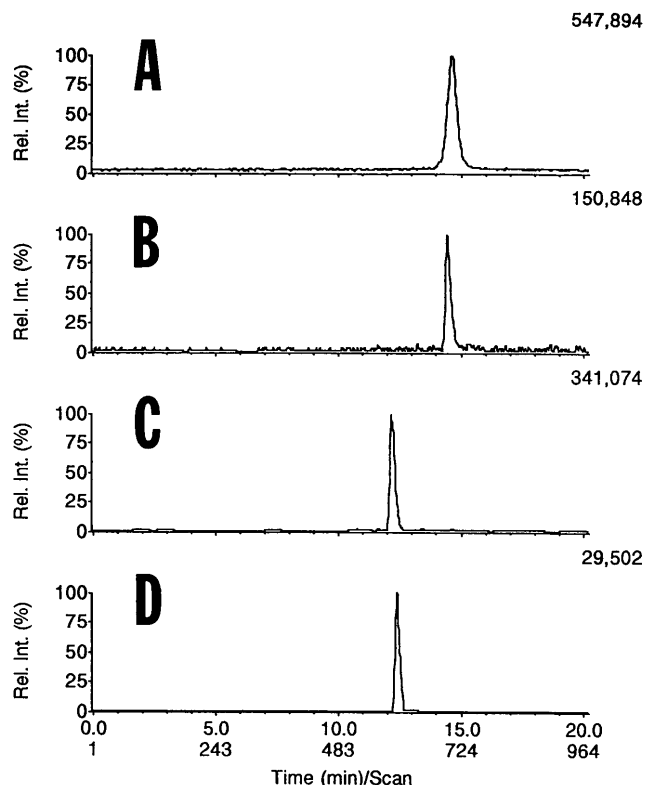 547,894
Rel. Int. (%)
100
75
50
25
0
A
150,848
Rel. Int. (%)
100
75
50
25
0
B
341,074
Rel. Int. (%)
100
75
50
25
0
C
29,502
Rel. Int. (%)
100
75
50
25
0
D
0.0 5.0 10.0 15.0 20.0
1 243 483 724 964
Time (min)/Scan